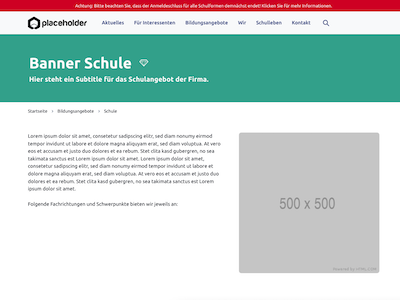 Achtung: Bitte beachten Sie, dass der Anmeldeschluss für alle Schulformen demnächst endet! Klicken Sie für mehr Informationen.
placeholder
Aktuelles Für Interessenten Bildungsangebote Wir Schulleben Kontakt
Banner Schule
Hier steht ein Subtitle für das Schulangebot der Firma.
Startseite > Bildungsangebote > Schule
Lorem ipsum dolor sit amet, consetetur sadipscing elitr, sed diam nonumy eirmod
tempor invidunt ut labore et dolore magna aliquyam erat, sed diam voluptua. At vero
eos et accusam et justo duo dolores et ea rebum. Stet clita kasd gubergren, no sea
takimata sanctus est Lorem ipsum dolor sit amet. Lorem ipsum dolor sit amet,
consetetur sadipscing elitr, sed diam nonumy eirmod tempor invidunt ut labore et
dolore magna aliquyam erat, sed diam voluptua. At vero eos et accusam et justo duo
dolores et ea rebum. Stet clita kasd gubergren, no sea takimata sanctus est Lorem
ipsum dolor sit amet.
Folgende Fachrichtungen und Schwerpunkte bieten wir jeweils an:
500 x 500
Powered by HTML.COM